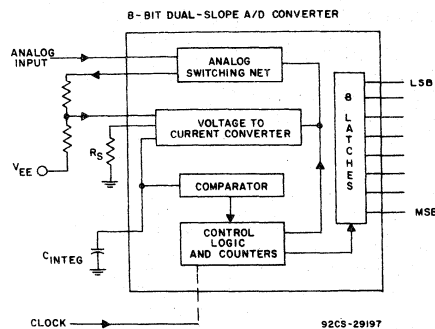 8-BIT DUAL-SLOPE A/D CONVERTER
ANALOG
INPUT
ANALOG
SWITCHING NET
VOLTAGE TO
CURRENT CONVERTER
RS
VEE
COMPARATOR
CONTROL
LOGIC
AND COUNTERS
CINTEG
CLOCK
8
LATCHES
LSB
MSB
92CS-29197